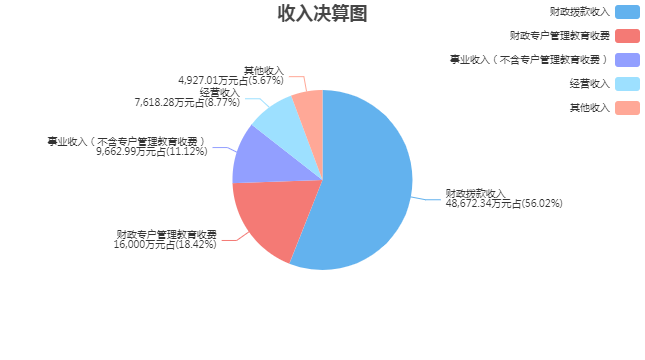 收入决算图
财政拨款收入
财政专户管理教育收费
事业收入（不含专户管理教育收费）
经营收入
其他收入
其他收入
4,927.01万元占(5.67%)
经营收入
7,618.28万元占(8.77%)
事业收入（不含专户管理教育收费）
9,662.99万元占(11.12%)
财政专户管理教育收费
16,000万元占(18.42%)
财政拨款收入
48,672.34万元占(56.02%)